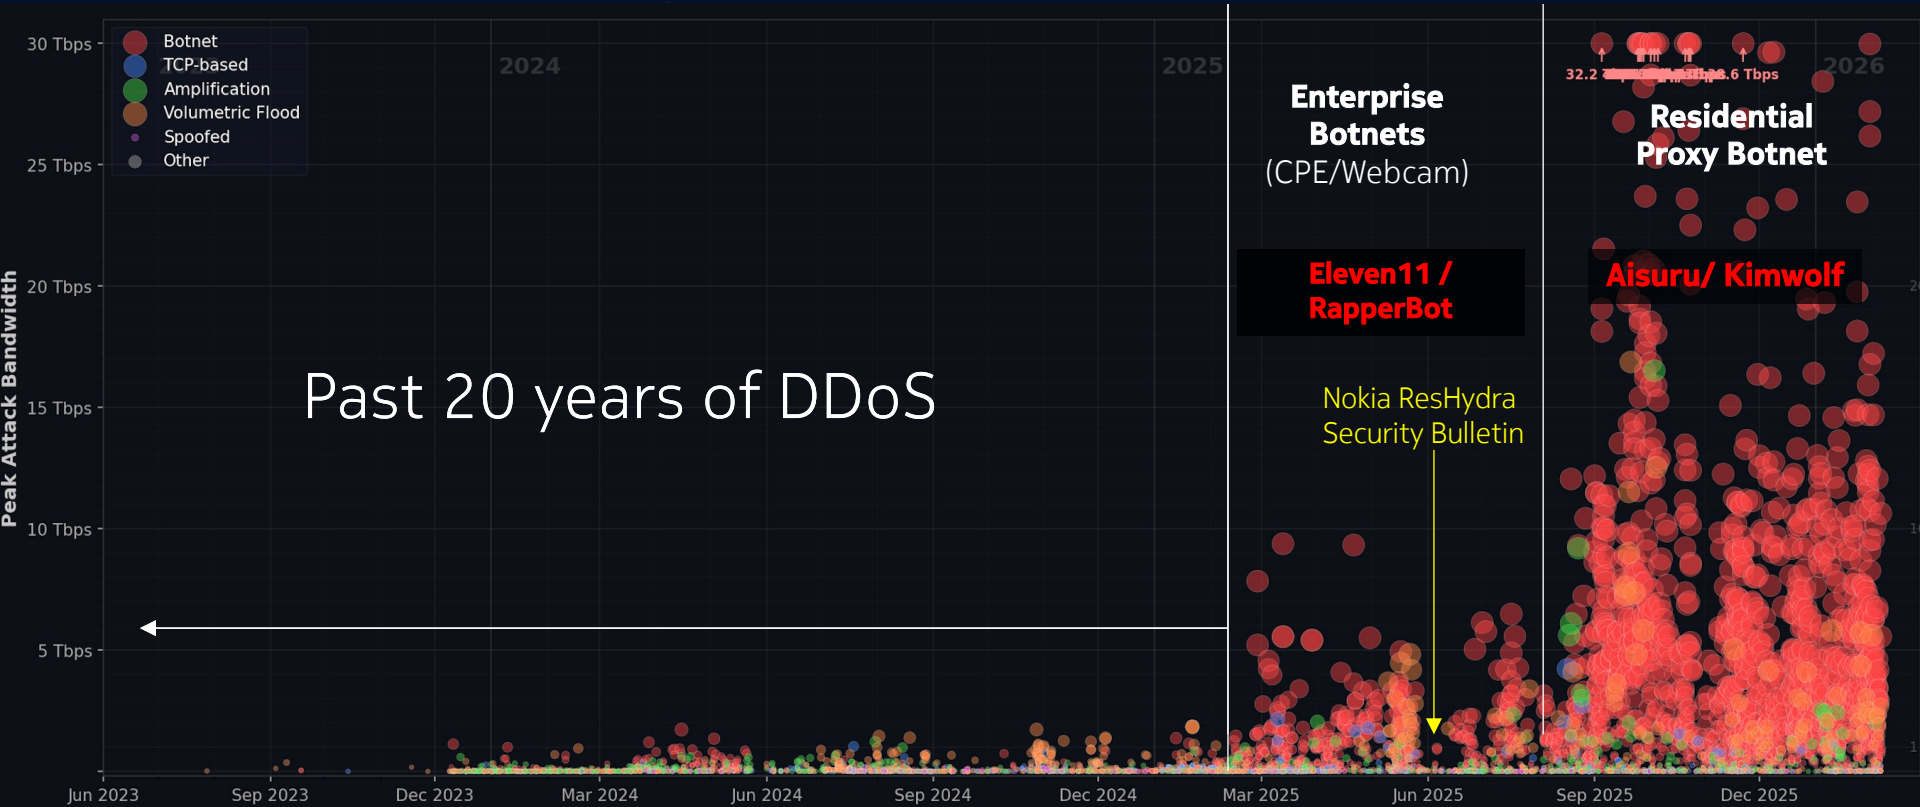 30 Tbps
25 Tbps
20 Tbps
15 Tbps
10 Tbps
5 Tbps
Peak Attack Bandwidth
Botnet
TCP-based
Amplification
Volumetric Flood
Spoofed
Other
2024
2025
2026
32.2
.6 Tbps
Enterprise
Botnets
(CPE/Webcam)
Residential
Proxy Botnet
Eleven11 /
RapperBot
Aisuru/ Kimwolf
Past 20 years of DDoS
Nokia ResHydra
Security Bulletin
Jun 2023
Sep 2023
Dec 2023
Mar 2024
Jun 2024
Sep 2024
Dec 2024
Mar 2025
Jun 2025
Sep 2025
Dec 2025